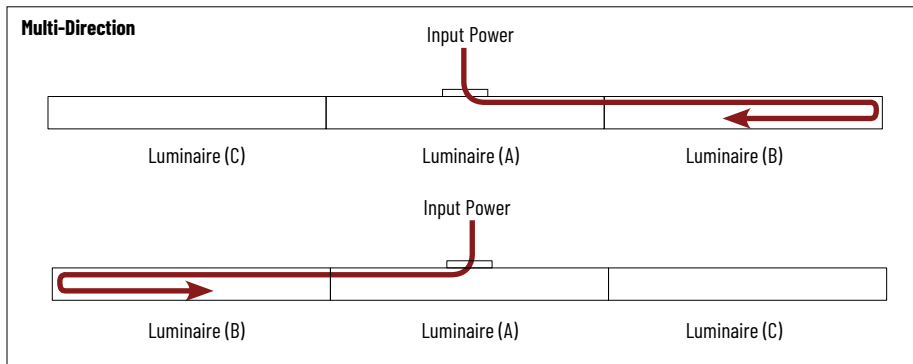 Multi-Direction
Input Power
Luminaire (C)
Luminaire (A)
Luminaire (B)
Input Power
Luminaire (B)
Luminaire (A)
Luminaire (C)